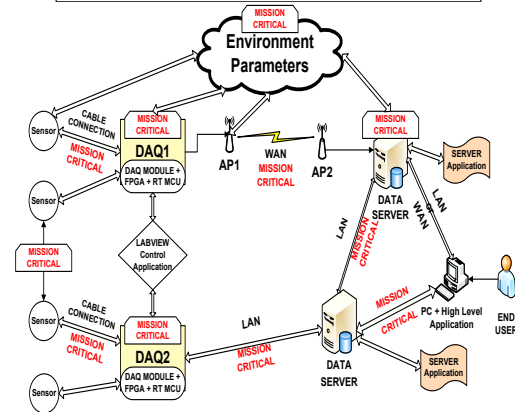 MISSION
CRITICAL
Environment
Parameters
CABLE
CONNECTION
MISSION
CRITICAL
Sensor
MISSION
CRITICAL
DAQ1
DAQ MODULE +
FPGA + RT MCU
Sensor
AP1
WAN
MISSION
CRITICAL
AP2
MISSION
CRITICAL
DATA
SERVER
SERVER
Application
LAN
or
WAN
LAN
MISSION
CRITICAL
MISSION
CRITICAL
LABVIEW
Control
Application
Sensor
CABLE
CONNECTION
MISSION
CRITICAL
MISSION
CRITICAL
DAQ2
DAQ MODULE +
FPGA + RT MCU
Sensor
LAN
MISSION
CRITICAL
DATA
SERVER
MISSION
CRITICAL
PC + High Level
Application
END
USER
SERVER
Application